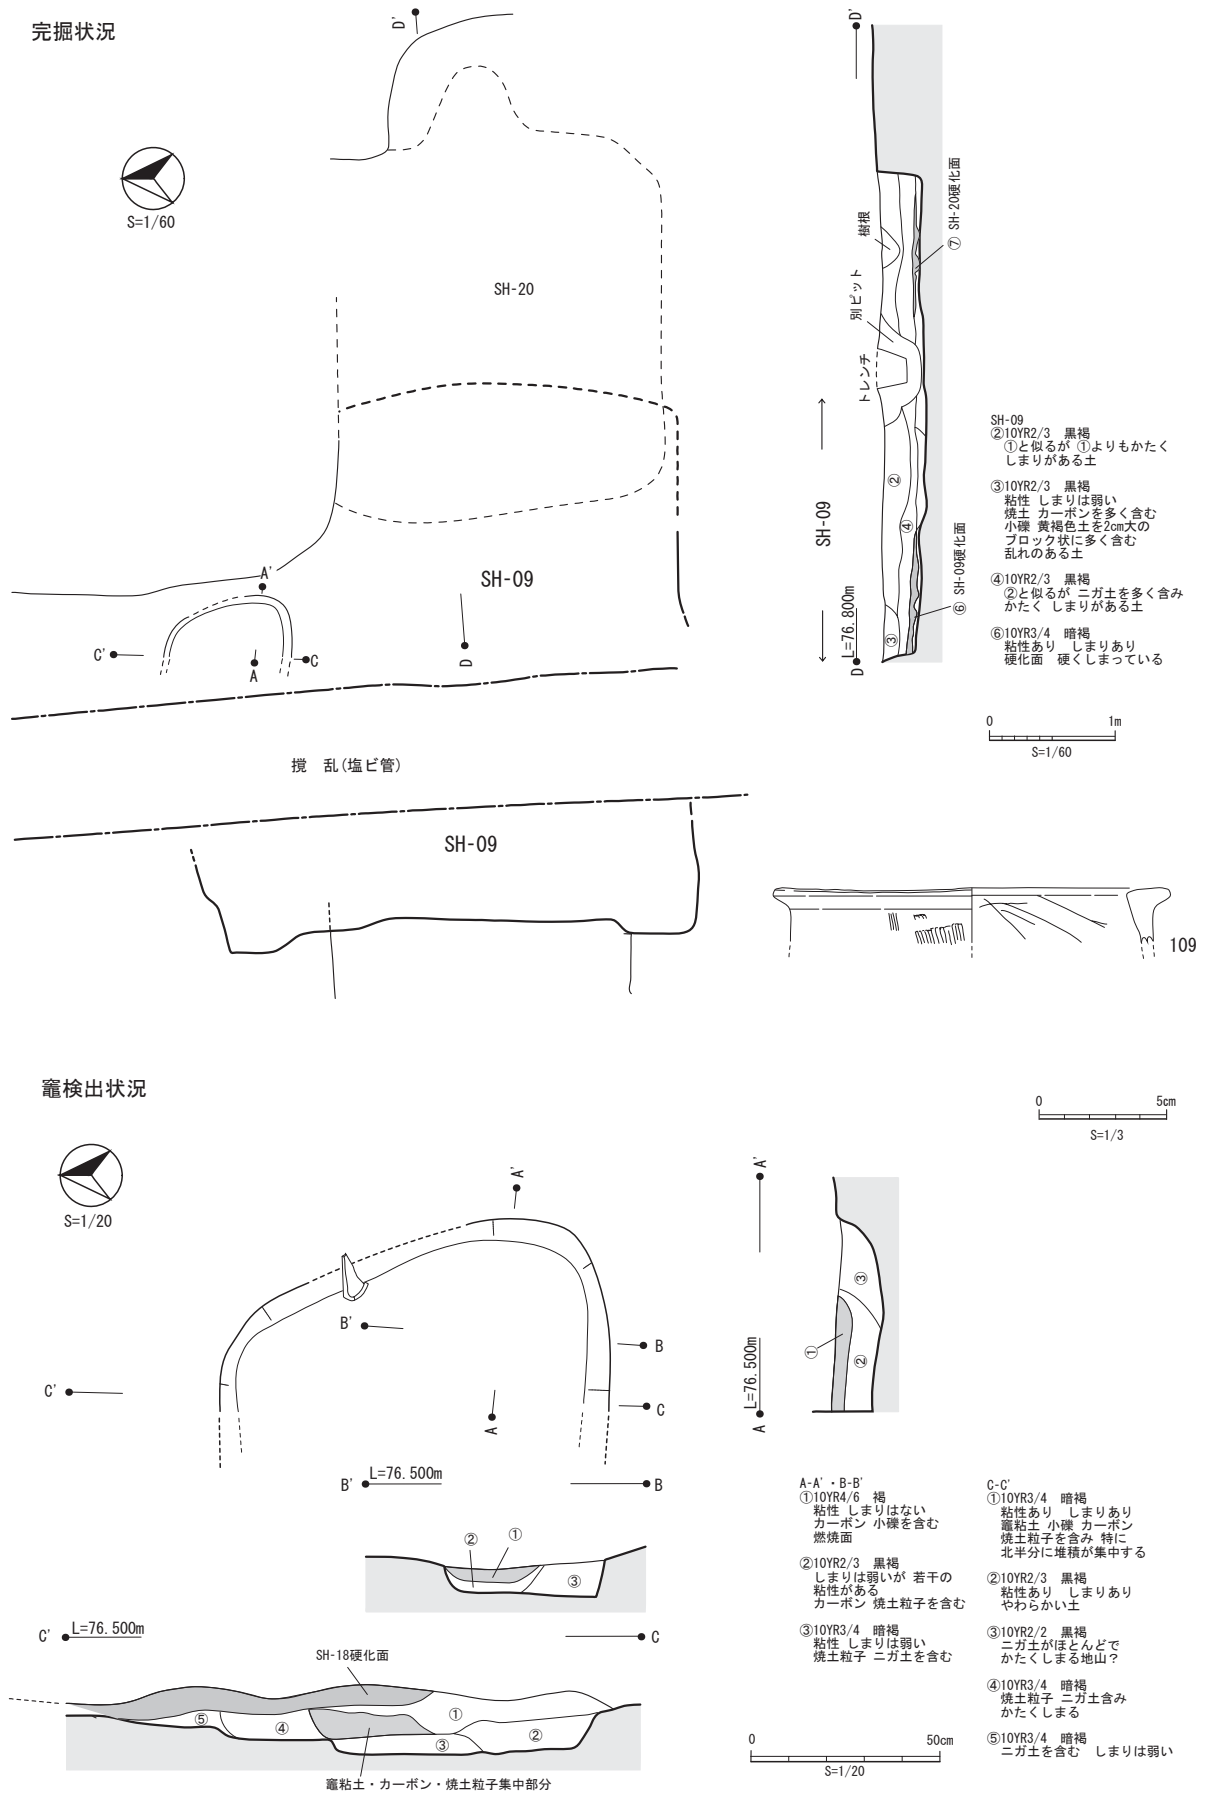 完掘状況
S=1/60
D'
SH-20
A'
SH-09
C'
C
A
D
撹 乱(塩ビ管)
SH-09
D'
樹根
⑦ SH-20硬化面
別ピット
トレンチ
SH-09
②
④
③
⑥ SH-09硬化面
L=76.800m
D
SH-09
②10YR2/3 黒褐
①と似るが ①よりもかたく
しまりがある土
③10YR2/3 黒褐
粘性 しまりは弱い
焼土 カーボンを多く含む
小礫 黄褐色土を2cm大の
ブロック状に多く含む
乱れのある土
④10YR2/3 黒褐
②と似るが ニガ土を多く含み
かたく しまりがある土
⑥10YR3/4 暗褐
粘性あり しまりあり
硬化面 硬くしまっている
0 1m
S=1/60
109
0 5cm
S=1/3
竈検出状況
S=1/20
A'
B'
B
C'
C
A
A'
③
①
②
L=76.500m
A
B' L=76.500m B
②
①
③
C' L=76.500m C
SH-18硬化面
①
②
③
④
⑤
竈粘土・カーボン・焼土粒子集中部分
A-A'・B-B'
①10YR4/6 褐
粘性 しまりはない
カーボン 小礫を含む
燃焼面
②10YR2/3 黒褐
しまりは弱いが 若干の
粘性がある
カーボン 焼土粒子を含む
③10YR3/4 暗褐
粘性 しまりは弱い
焼土粒子 ニガ土を含む
C-C'
①10YR3/4 暗褐
粘性あり しまりあり
竈粘土 小礫 カーボン
焼土粒子を含み 特に
北半分に堆積が集中する
②10YR2/3 黒褐
粘性あり しまりあり
やわらかい土
③10YR2/2 黒褐
ニガ土がほとんどで
かたくしまる地山？
④10YR3/4 暗褐
焼土粒子 ニガ土含み
かたくしまる
⑤10YR3/4 暗褐
ニガ土を含む しまりは弱い
0 50cm
S=1/20